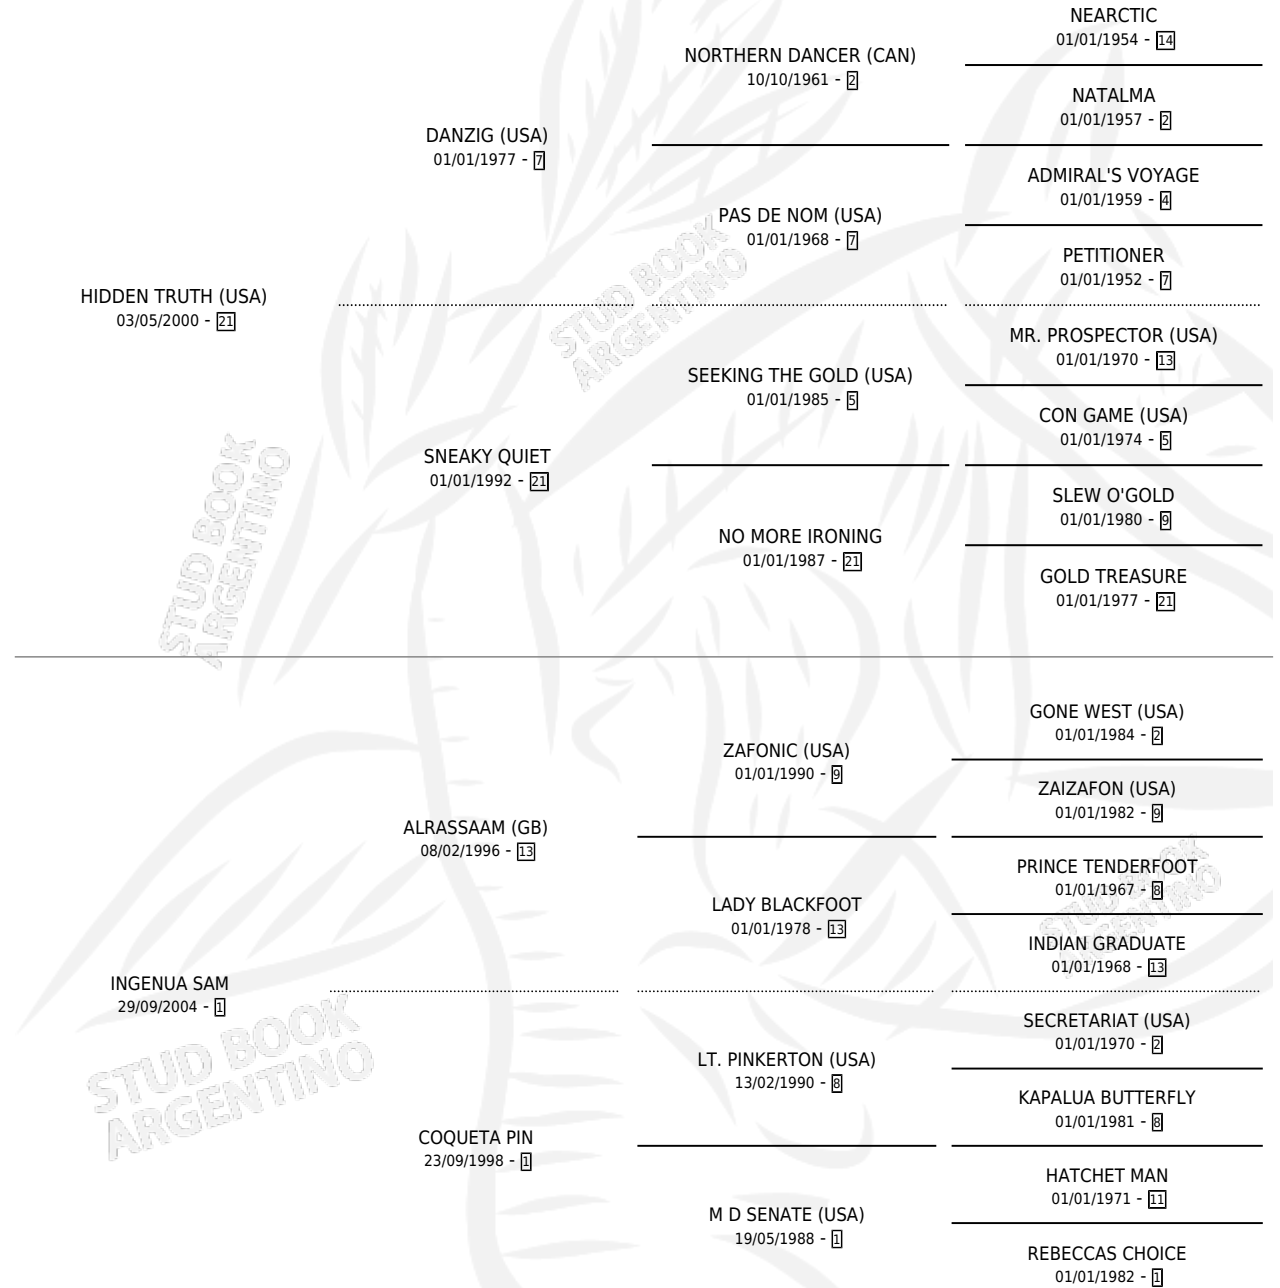 NEARCTIC
01/01/1954 - 14
NORTHERN DANCER (CAN)
10/10/1961 - 2
NATALMA
01/01/1957 - 2
DANZIG (USA)
01/01/1977 - 7
ADMIRAL'S VOYAGE
01/01/1959 - 4
PAS DE NOM (USA)
01/01/1968 - 7
PETITIONER
01/01/1952 - 7
HIDDEN TRUTH (USA)
03/05/2000 - 21
STUD BOOK
ARGENTINO
MR. PROSPECTOR (USA)
01/01/1970 - 13
SEEKING THE GOLD (USA)
01/01/1985 - 5
CON GAME (USA)
01/01/1974 - 5
SNEAKY QUIET
01/01/1992 - 21
SLEW O'GOLD
01/01/1980 - 9
NO MORE IRONING
01/01/1987 - 21
GOLD TREASURE
01/01/1977 - 21
STUD BOOK
ARGENTINO
GONE WEST (USA)
01/01/1984 - 2
ZAFONIC (USA)
01/01/1990 - 9
ZAIZAFON (USA)
01/01/1982 - 9
ALRASSAAM (GB)
08/02/1996 - 13
PRINCE TENDERFOOT
01/01/1967 - 8
LADY BLACKFOOT
01/01/1978 - 13
STUD BOOK
ARGENTINO
INDIAN GRADUATE
01/01/1968 - 13
INGENUA SAM
29/09/2004 - 1
SECRETARIAT (USA)
01/01/1970 - 2
LT. PINKERTON (USA)
13/02/1990 - 8
KAPALUA BUTTERFLY
01/01/1981 - 8
STUD BOOK
ARGENTINO
COQUETA PIN
23/09/1998 - 1
HATCHET MAN
01/01/1971 - 11
M D SENATE (USA)
19/05/1988 - 1
REBECCAS CHOICE
01/01/1982 - 1